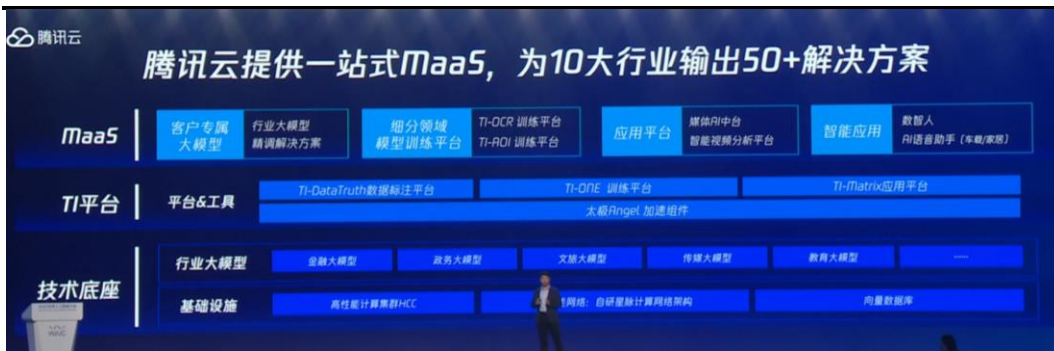 腾讯云
腾讯云提供一站式MaaS，为10大行业输出50+解决方案
MaaS
客户专属
大模型
行业大模型
精调解决方案
细分领域
模型训练平台
TI-OCR 训练平台
TI-AOI 训练平台
应用平台
媒体AI中台
智能视频分析平台
智能应用
数智人
AI语音助手（车载/家居）
TI平台
平台&工具
TI-DataTruth数据标注平台
TI-ONE 训练平台
TI-Matrix应用平台
太极Angel 加速组件
技术底座
行业大模型
金融大模型
政务大模型
文旅大模型
传媒大模型
教育大模型
……
基础设施
高性能计算集群HCC
网络：自研星脉计算网络架构
向量数据库
WAIC